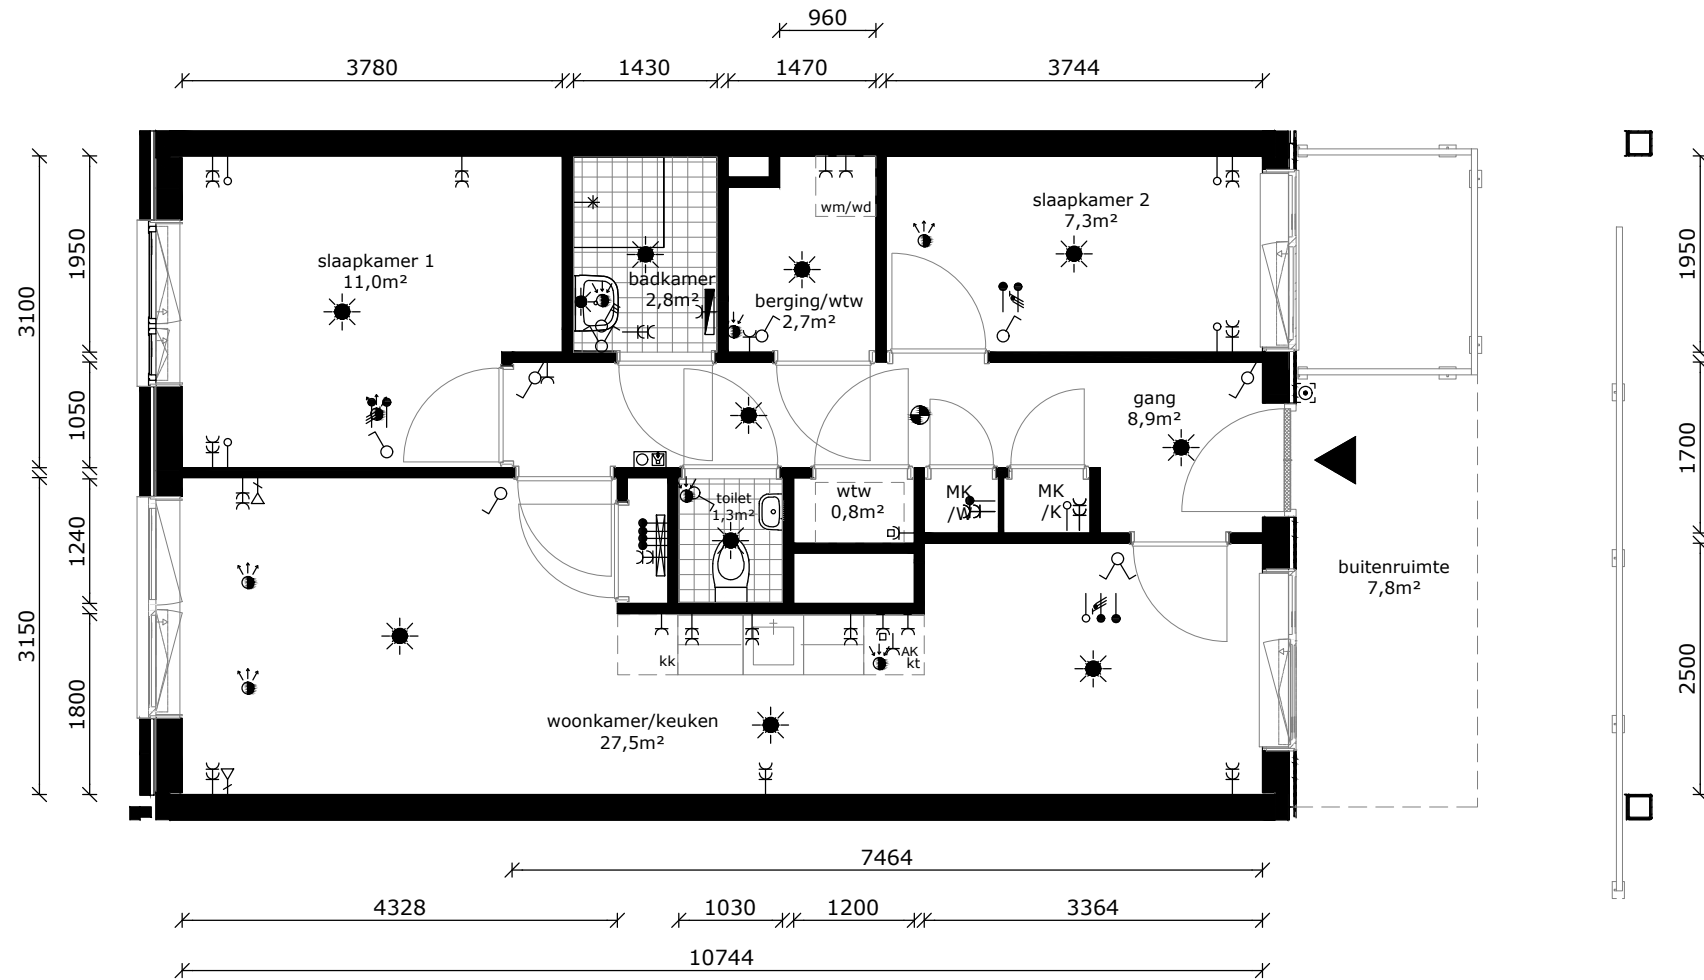 960
3780
1430
1470
3744
3100
1950
1050
3150
1240
1800
slaapkamer 1
11,0m²
badkamer
2,8m²
wm/wd
berging/wtw
2,7m²
slaapkamer 2
7,3m²
gang
8,9m²
toilet
1,3m²
wtw
0,8m²
MK
/W
MK
/K
buitenruimte
7,8m²
kk
AK
kt
woonkamer/keuken
27,5m²
1950
1700
2500
7464
4328
1030
1200
3364
10744